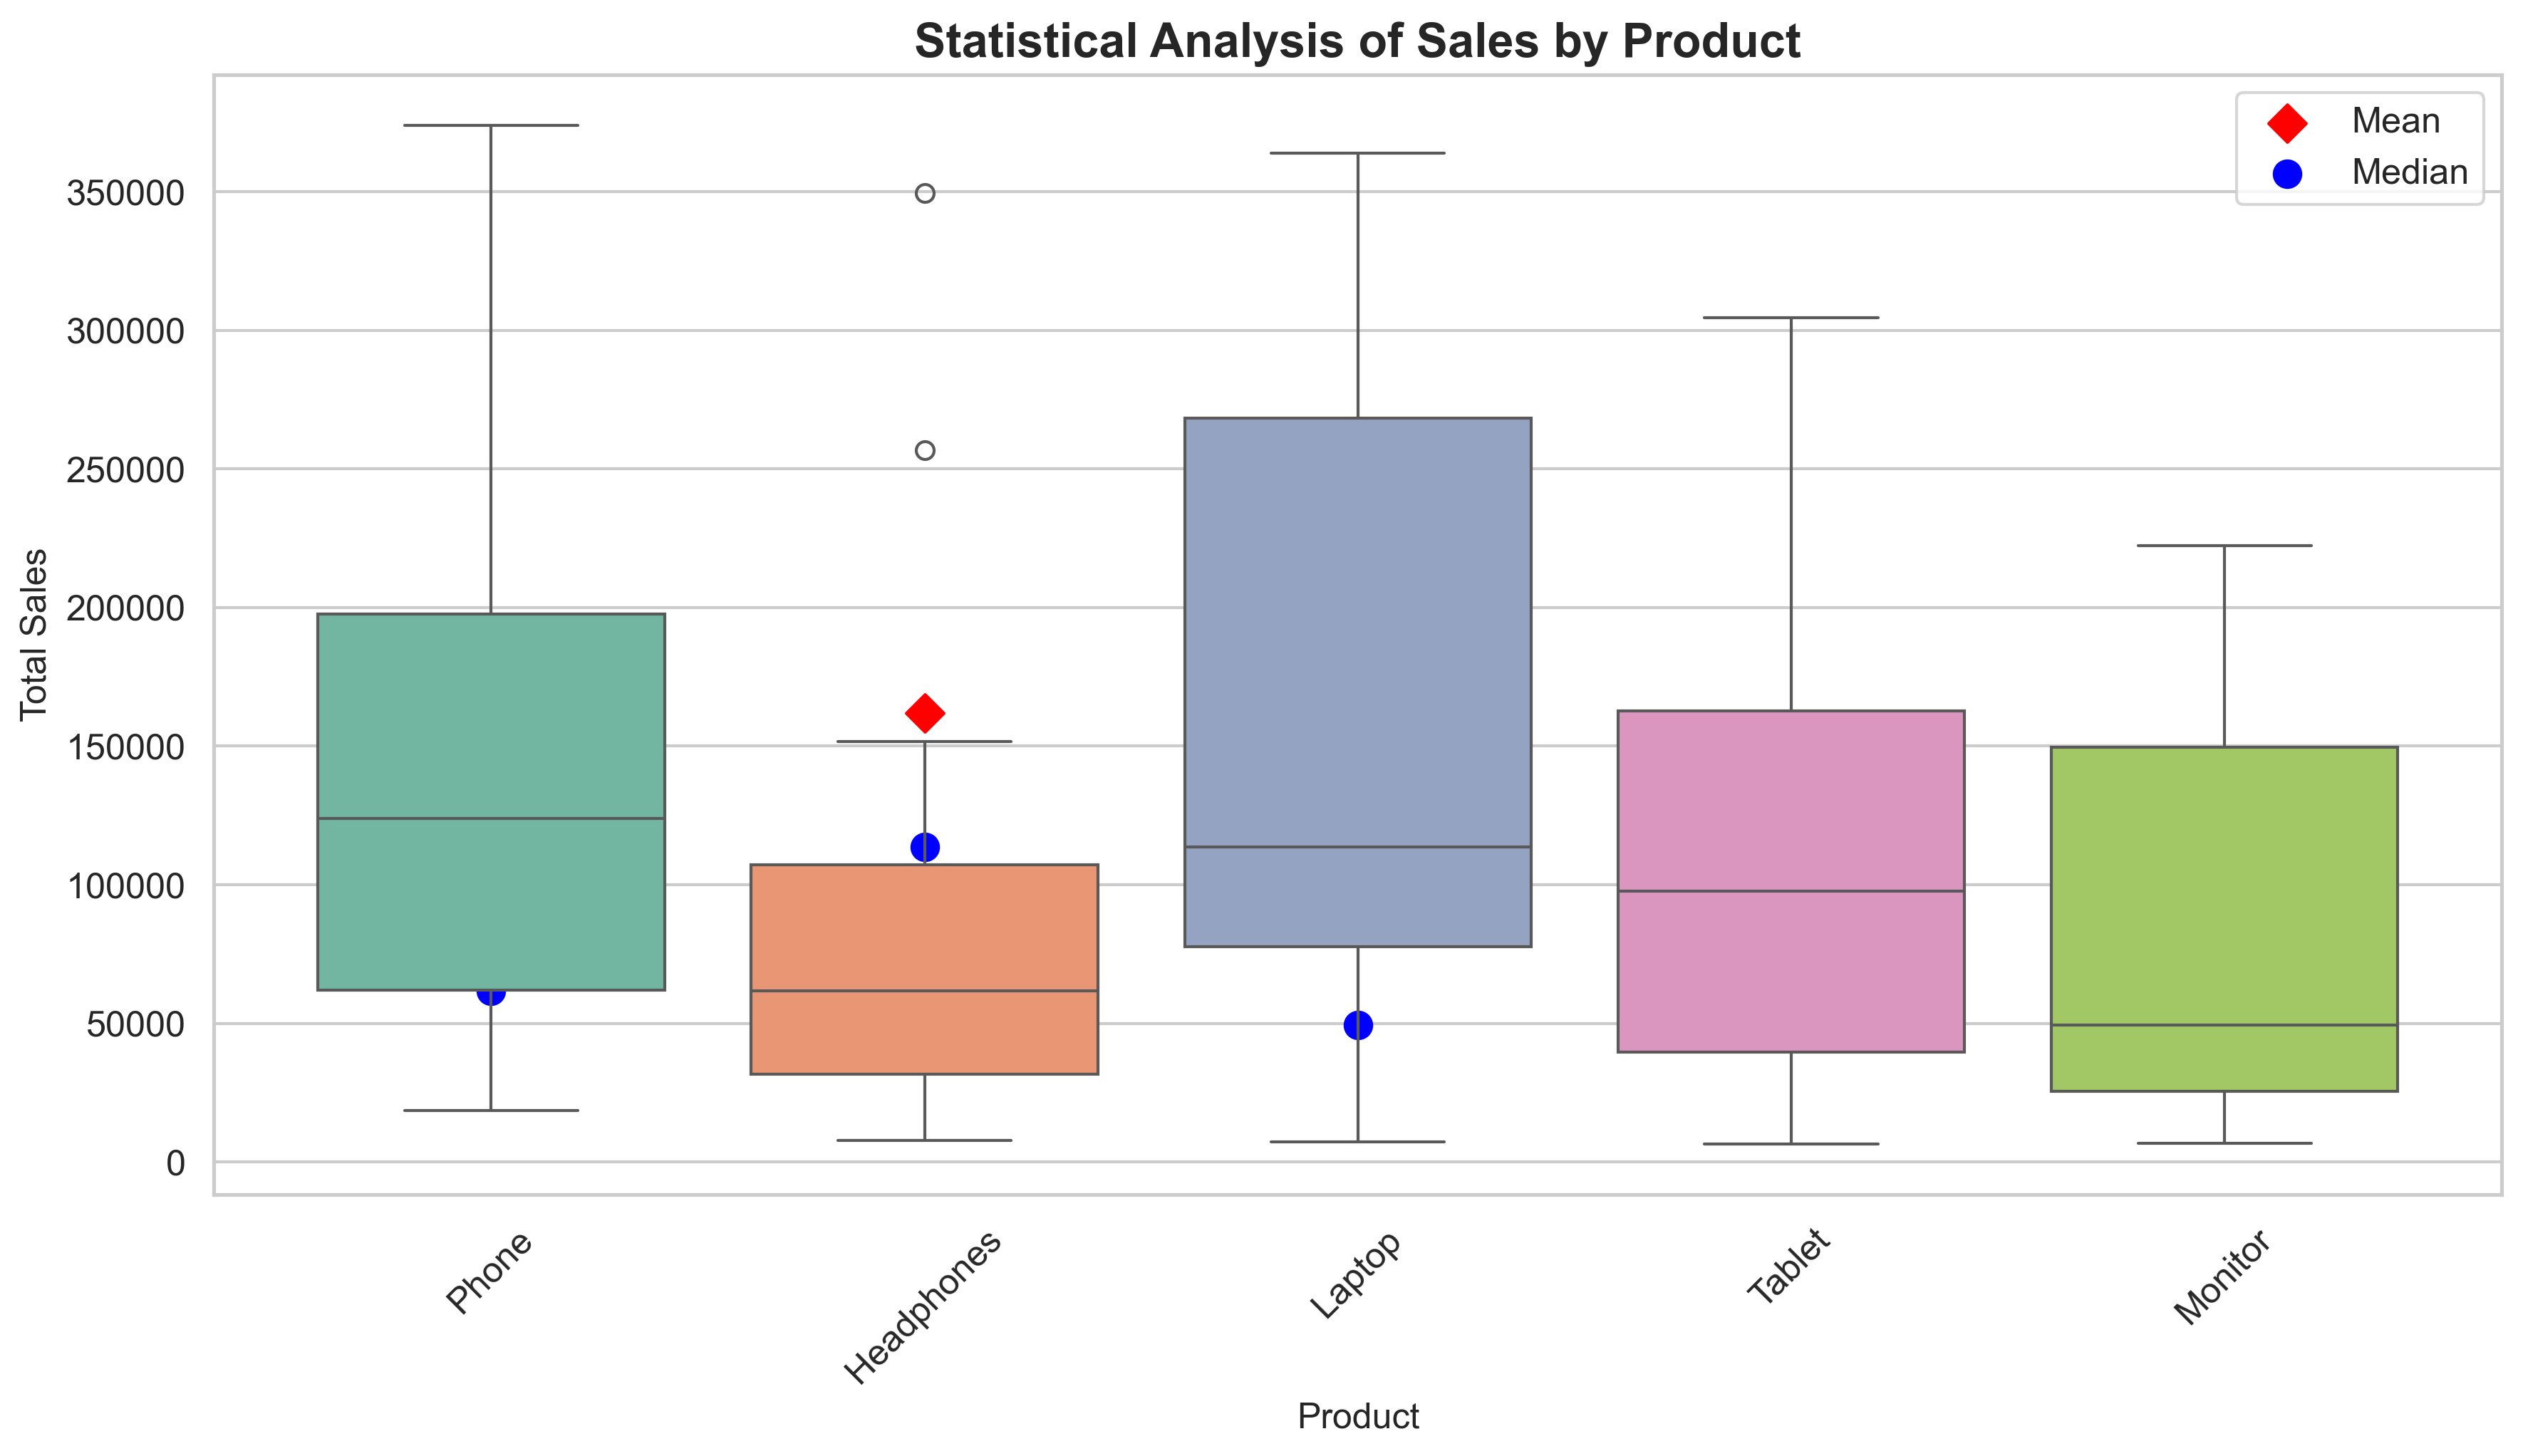 Statistical Analysis of Sales by Product
Mean
Median
350000
300000
250000
200000
150000
100000
50000
0
Total Sales
Phone
Headphones
Laptop
Tablet
Monitor
Product